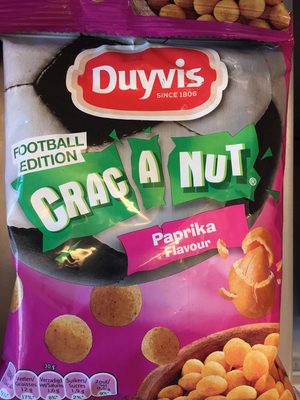 Duyvis
SINCE 1806
FOOTBALL
EDITION
CRAC A NUT®
Paprika
Flavour